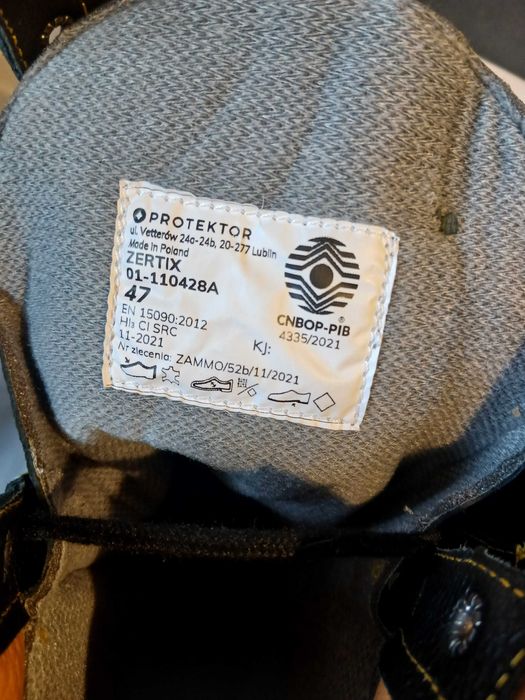 PROTEKTOR
ul. Vetterów 24a-24b, 20-277 Lublin
Made in Poland
ZERTIX
01-110428A
47
EN 15090:2012
HI₃ CI SRC
11-2021
KJ:
Nr zlecenia: ZAMMO/52b/11/2021
CNBOP-PIB
4335/2021